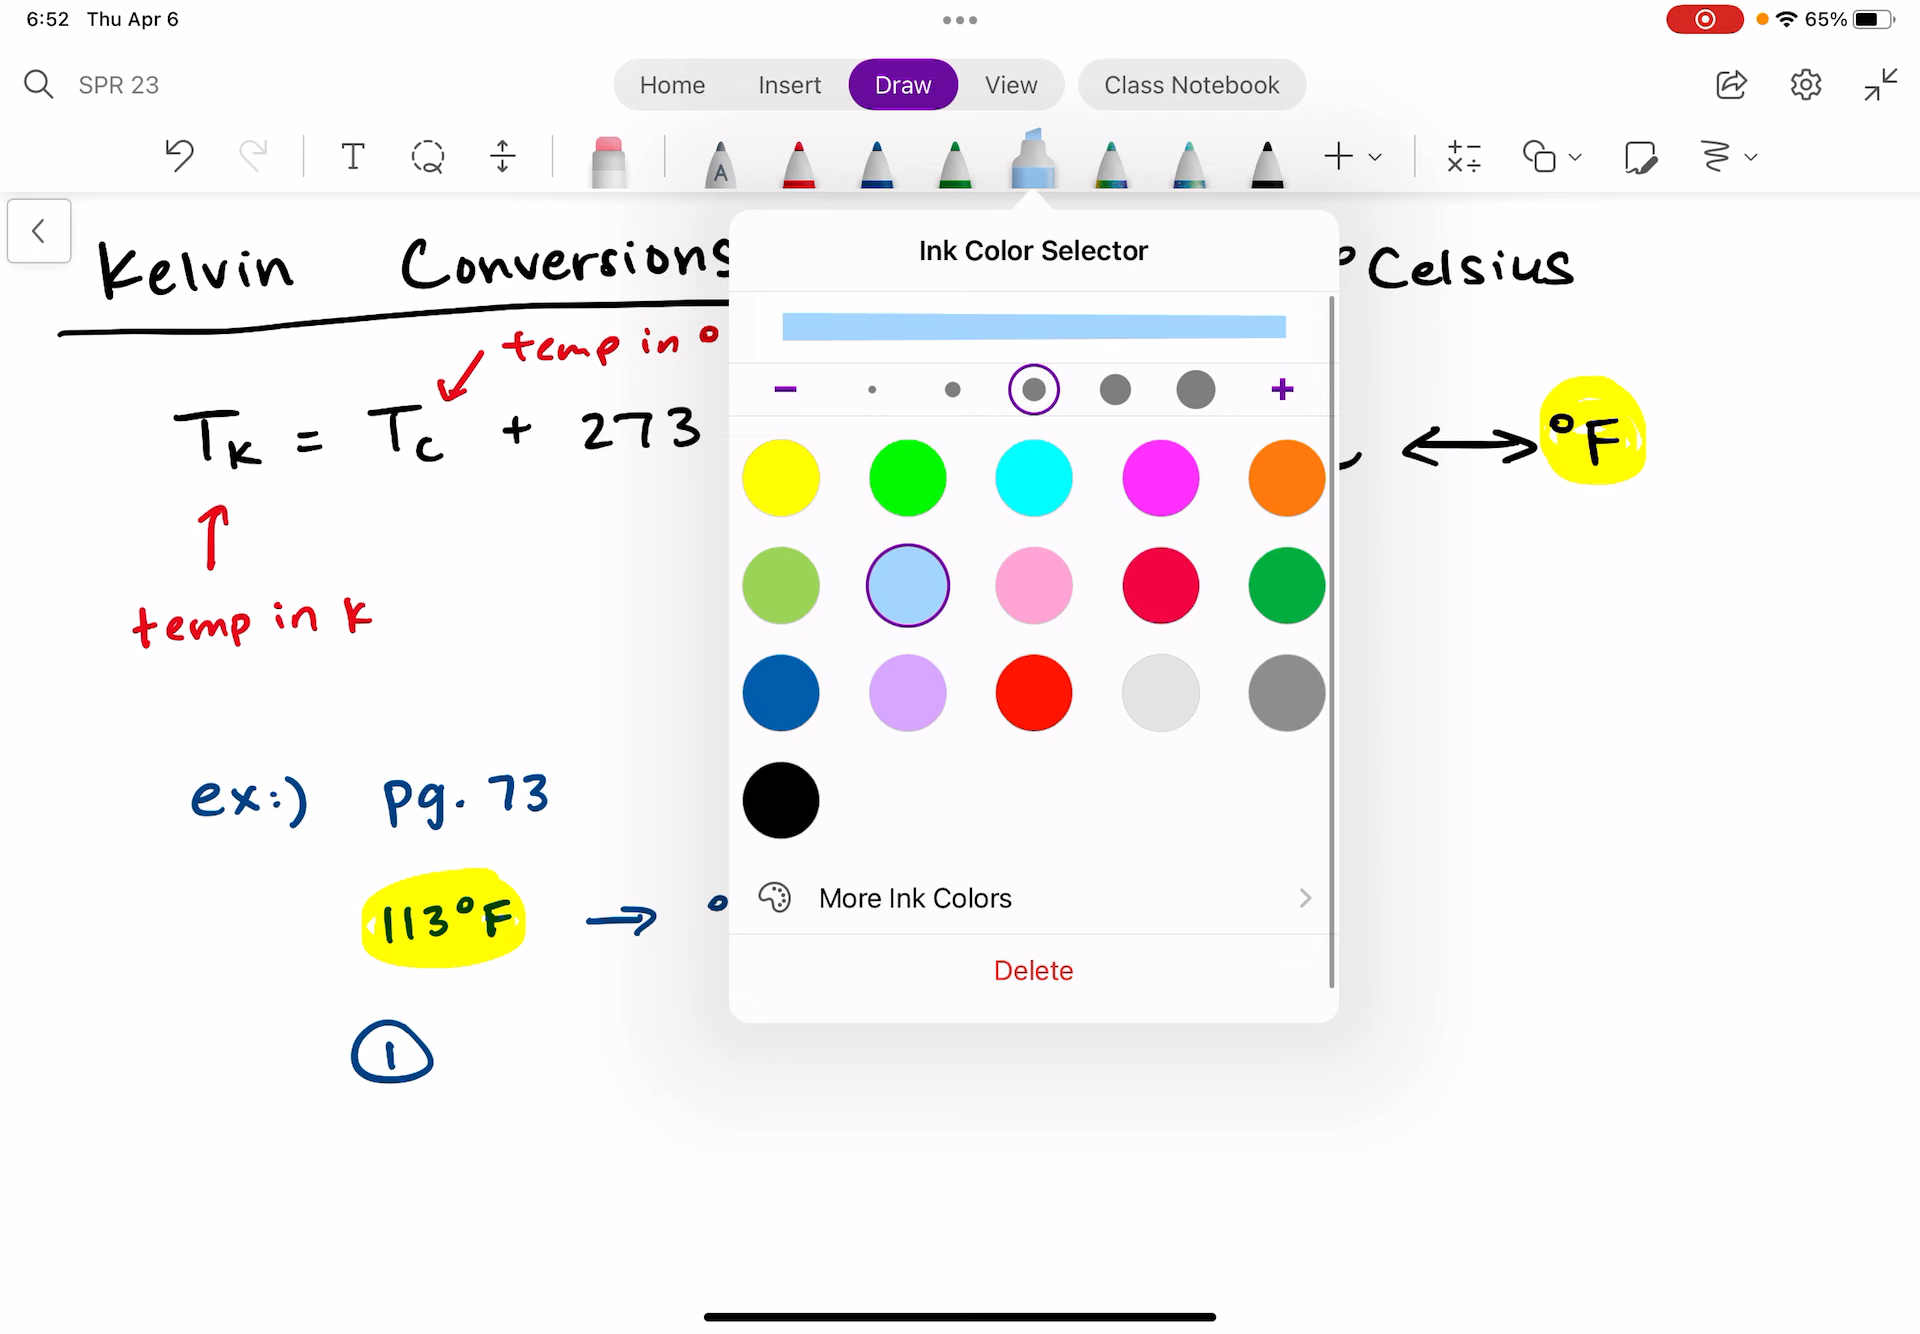 6:52 Thu Apr 6 65%
SPR 23 Home Insert Draw View Class Notebook
T A
Kelvin Conversions ° Celsius
Ink Color Selector
temp in °
TK = TC + 273 ↔ °F
temp in K
ex:) pg. 73
113°F → °
More Ink Colors
Delete
1